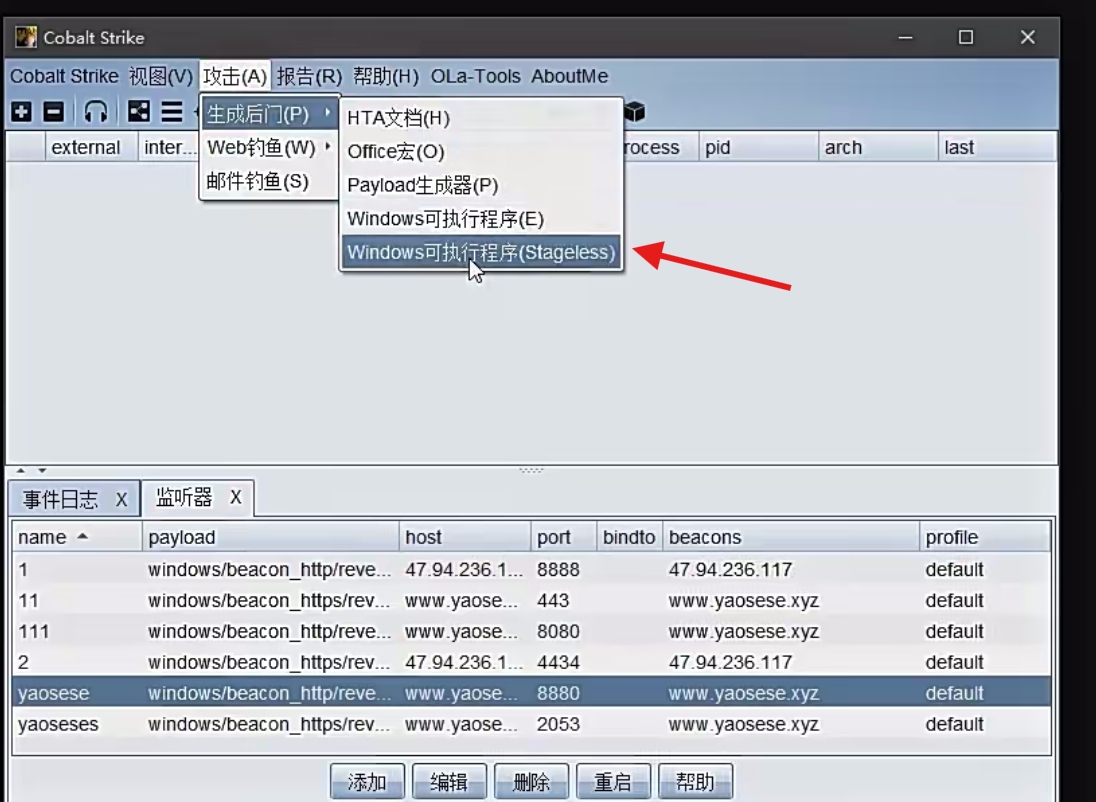 Cobalt Strike
Cobalt Strike 视图(V) 攻击(A) 报告(R) 帮助(H) OLa-Tools AboutMe
生成后门(P)
Web钓鱼(W)
邮件钓鱼(S)
HTA文档(H)
Office宏(O)
Payload生成器(P)
Windows可执行程序(E)
Windows可执行程序(Stageless)
external inter... rocess pid arch last
事件日志 X 监听器 X
name payload host port bindto beacons profile
1 windows/beacon_http/reve... 47.94.236.1... 8888 47.94.236.117 default
11 windows/beacon_https/rev... www.yaose... 443 www.yaosese.xyz default
111 windows/beacon_http/reve... www.yaose... 8080 www.yaosese.xyz default
2 windows/beacon_https/rev... 47.94.236.1... 4434 47.94.236.117 default
yaosese windows/beacon_http/reve... www.yaose... 8880 www.yaosese.xyz default
yaoseses windows/beacon_https/rev... www.yaose... 2053 www.yaosese.xyz default
添加 编辑 删除 重启 帮助